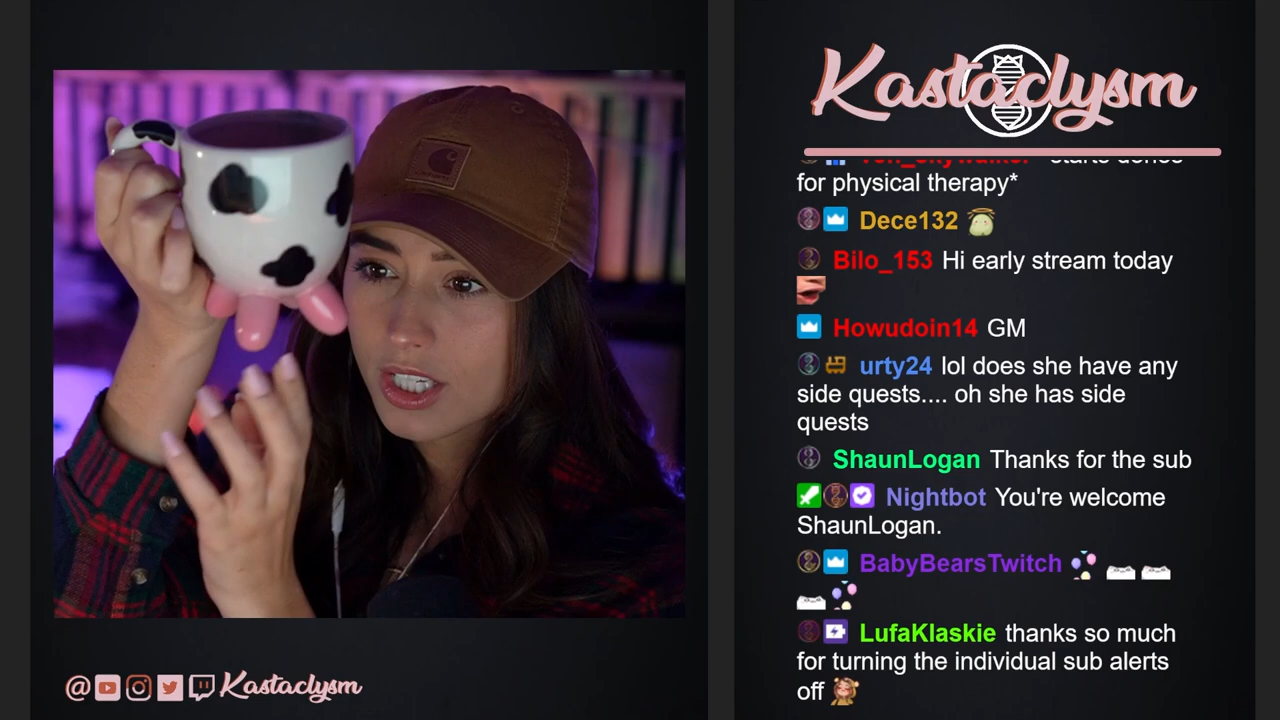 Kastaclysm
for physical therapy*
Dece132
Bilo_153 Hi early stream today
Howudoin14 GM
urty24 lol does she have any
side quests.... oh she has side
quests
ShaunLogan Thanks for the sub
Nightbot You're welcome
ShaunLogan.
BabyBearsTwitch
LufaKlaskie thanks so much
for turning the individual sub alerts
off
@ Kastaclysm